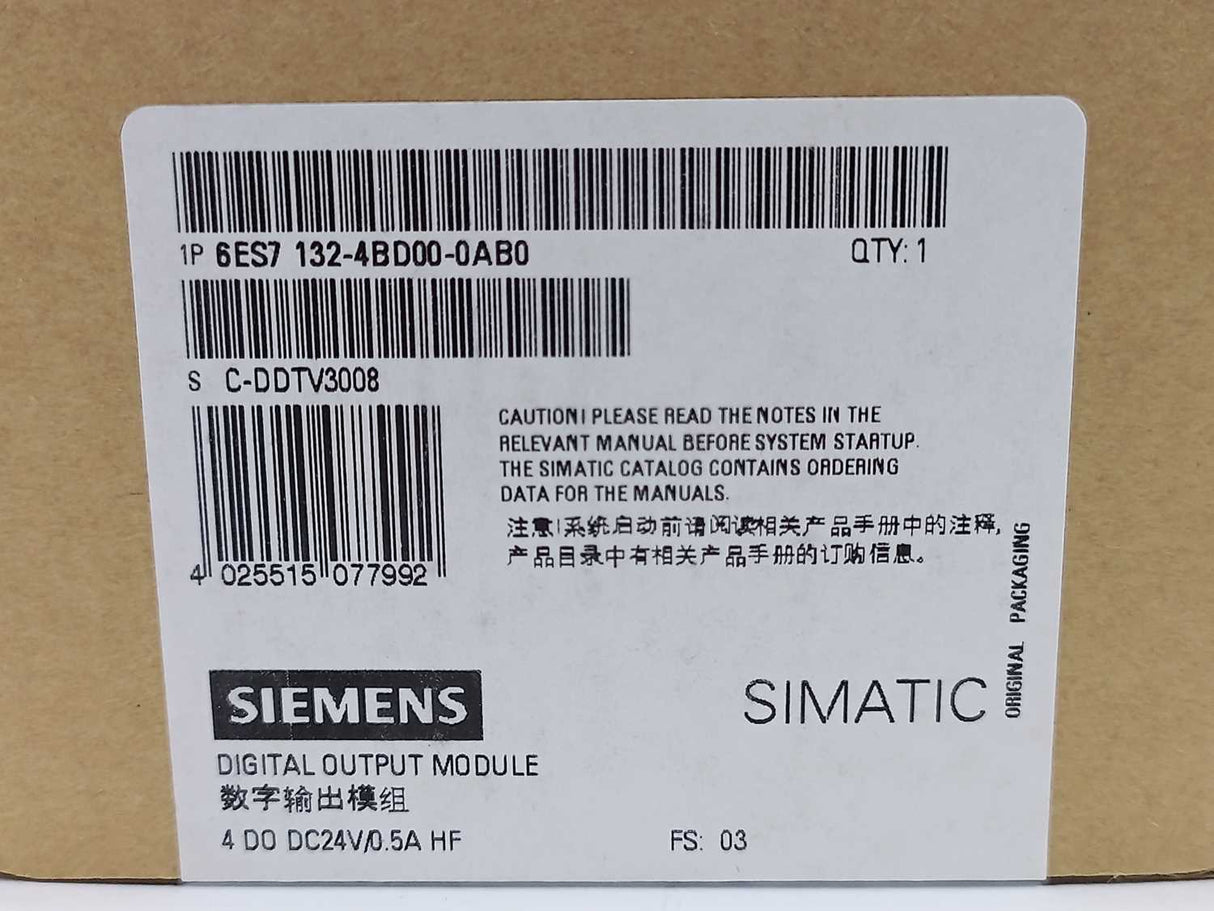 1P 6ES7 132-4BD00-0AB0 QTY: 1
S C-DDTV3008
4 025515 077992
CAUTION! PLEASE READ THE NOTES IN THE
RELEVANT MANUAL BEFORE SYSTEM STARTUP.
THE SIMATIC CATALOG CONTAINS ORDERING
DATA FOR THE MANUALS.
注意!系统启动前请阅读相关产品手册中的注释,
产品目录中有相关产品手册的订购信息。
ORIGINAL PACKAGING
SIEMENS
SIMATIC
DIGITAL OUTPUT MODULE
数字输出模组
4 DO DC24V/0.5A HF FS: 03